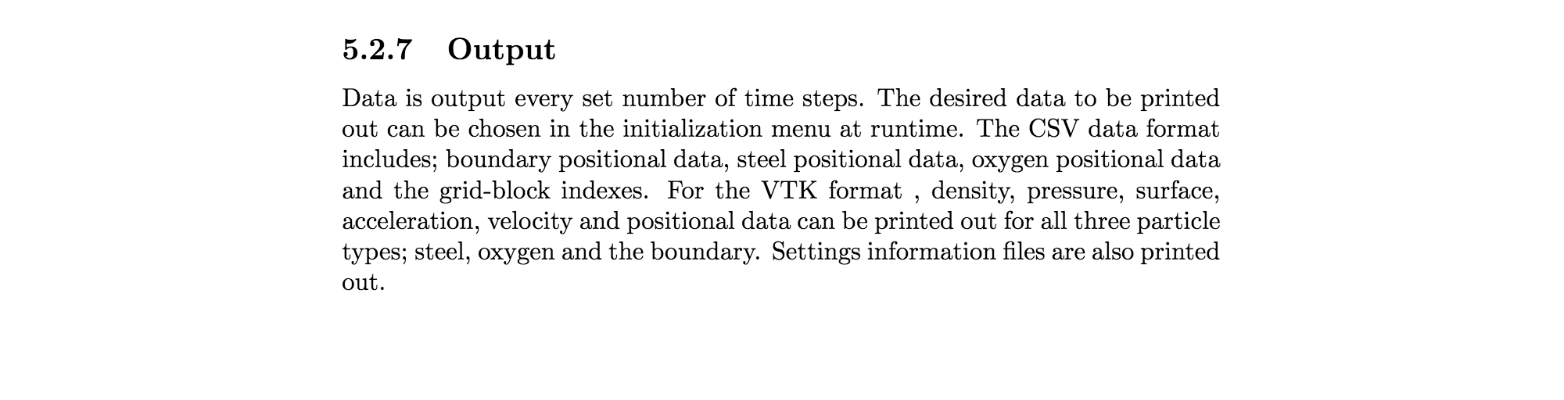 5.2.7 Output
Data is output every set number of time steps. The desired data to be printed
out can be chosen in the initialization menu at runtime. The CSV data format
includes; boundary positional data, steel positional data, oxygen positional data
and the grid-block indexes. For the VTK format , density, pressure, surface,
acceleration, velocity and positional data can be printed out for all three particle
types; steel, oxygen and the boundary. Settings information files are also printed
out.